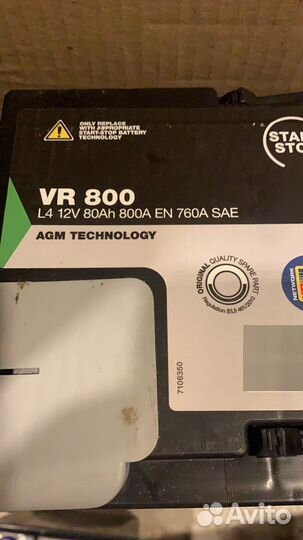 ONLY REPLACE
WITH APPROPRIATE
START-STOP BATTERY
TECHNOLOGY
START
STO
VR 800
L4 12V 80Ah 800A EN 760A SAE
AGM TECHNOLOGY
ORIGINAL QUALITY SPARE PART
Regulation (EU) 461/2010
NETWORK
7106350
Avito